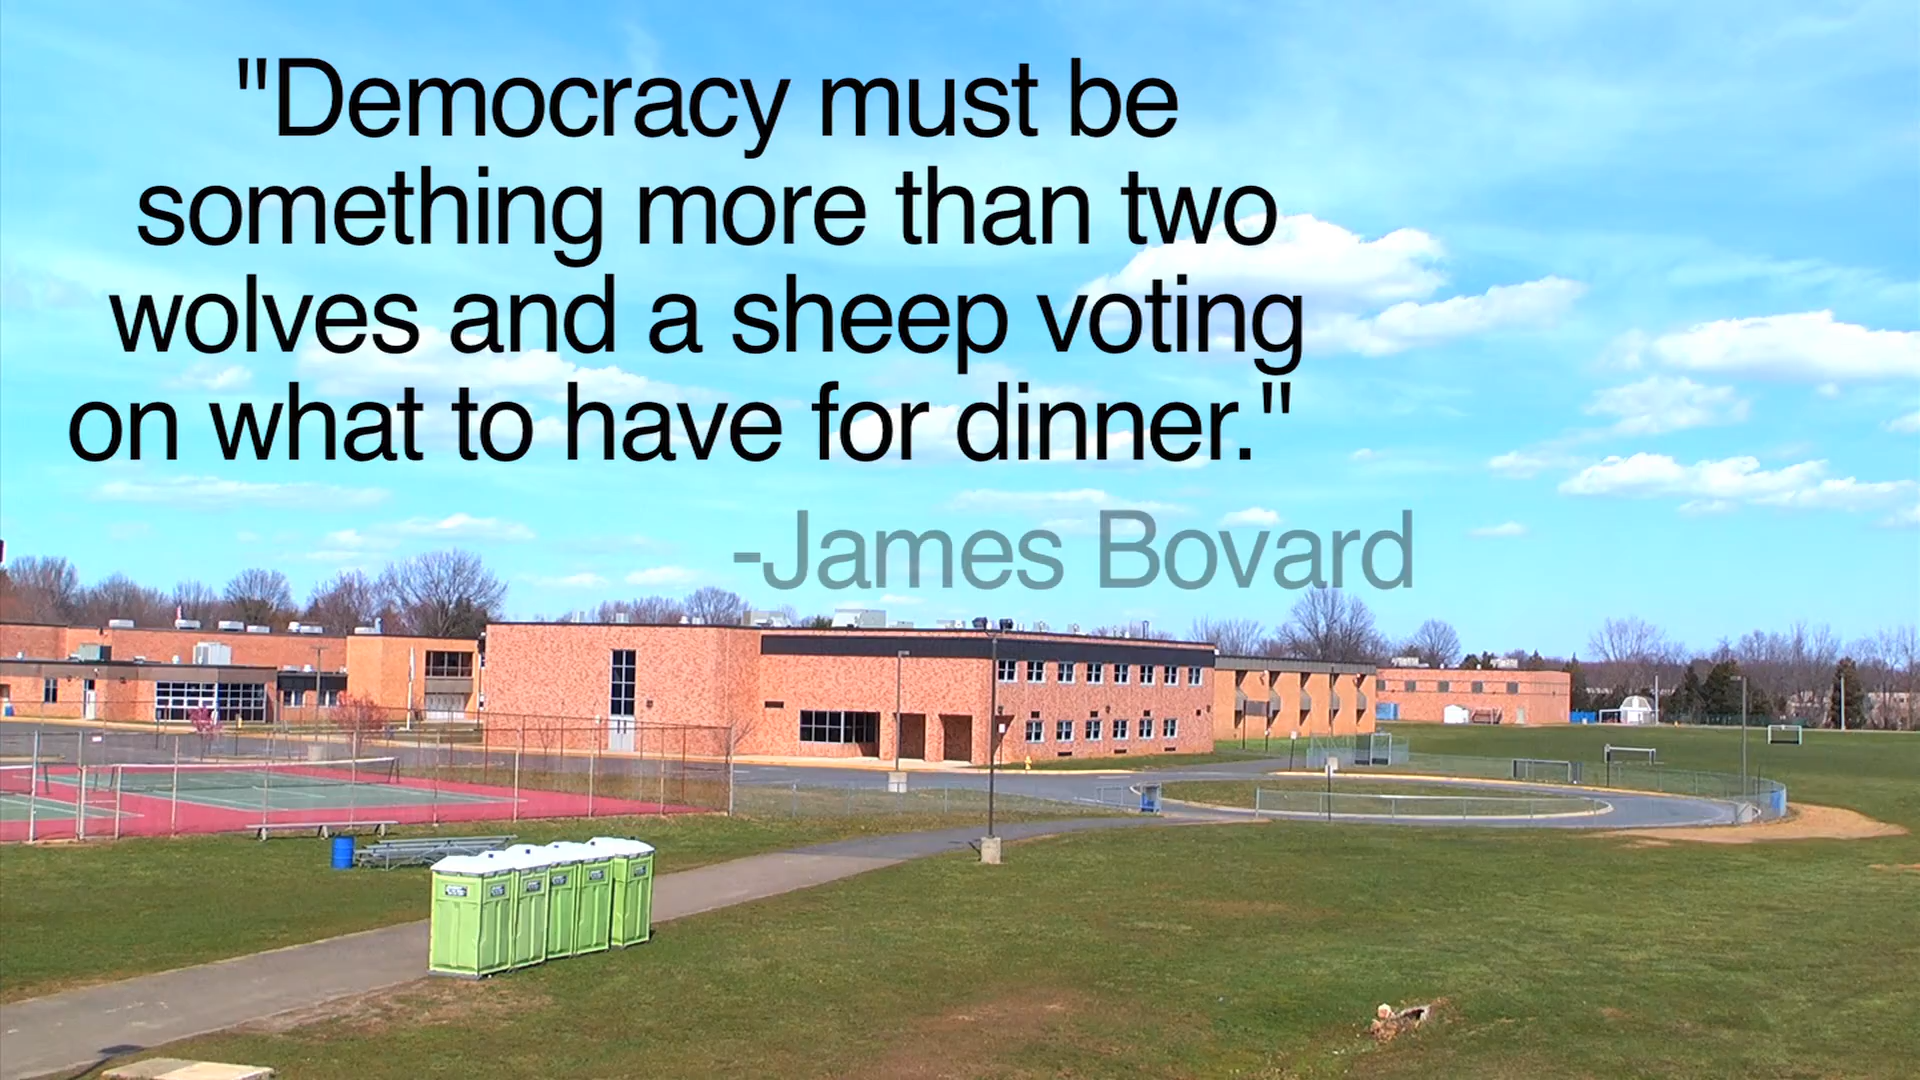 "Democracy must be
something more than two
wolves and a sheep voting
on what to have for dinner."
-James Bovard